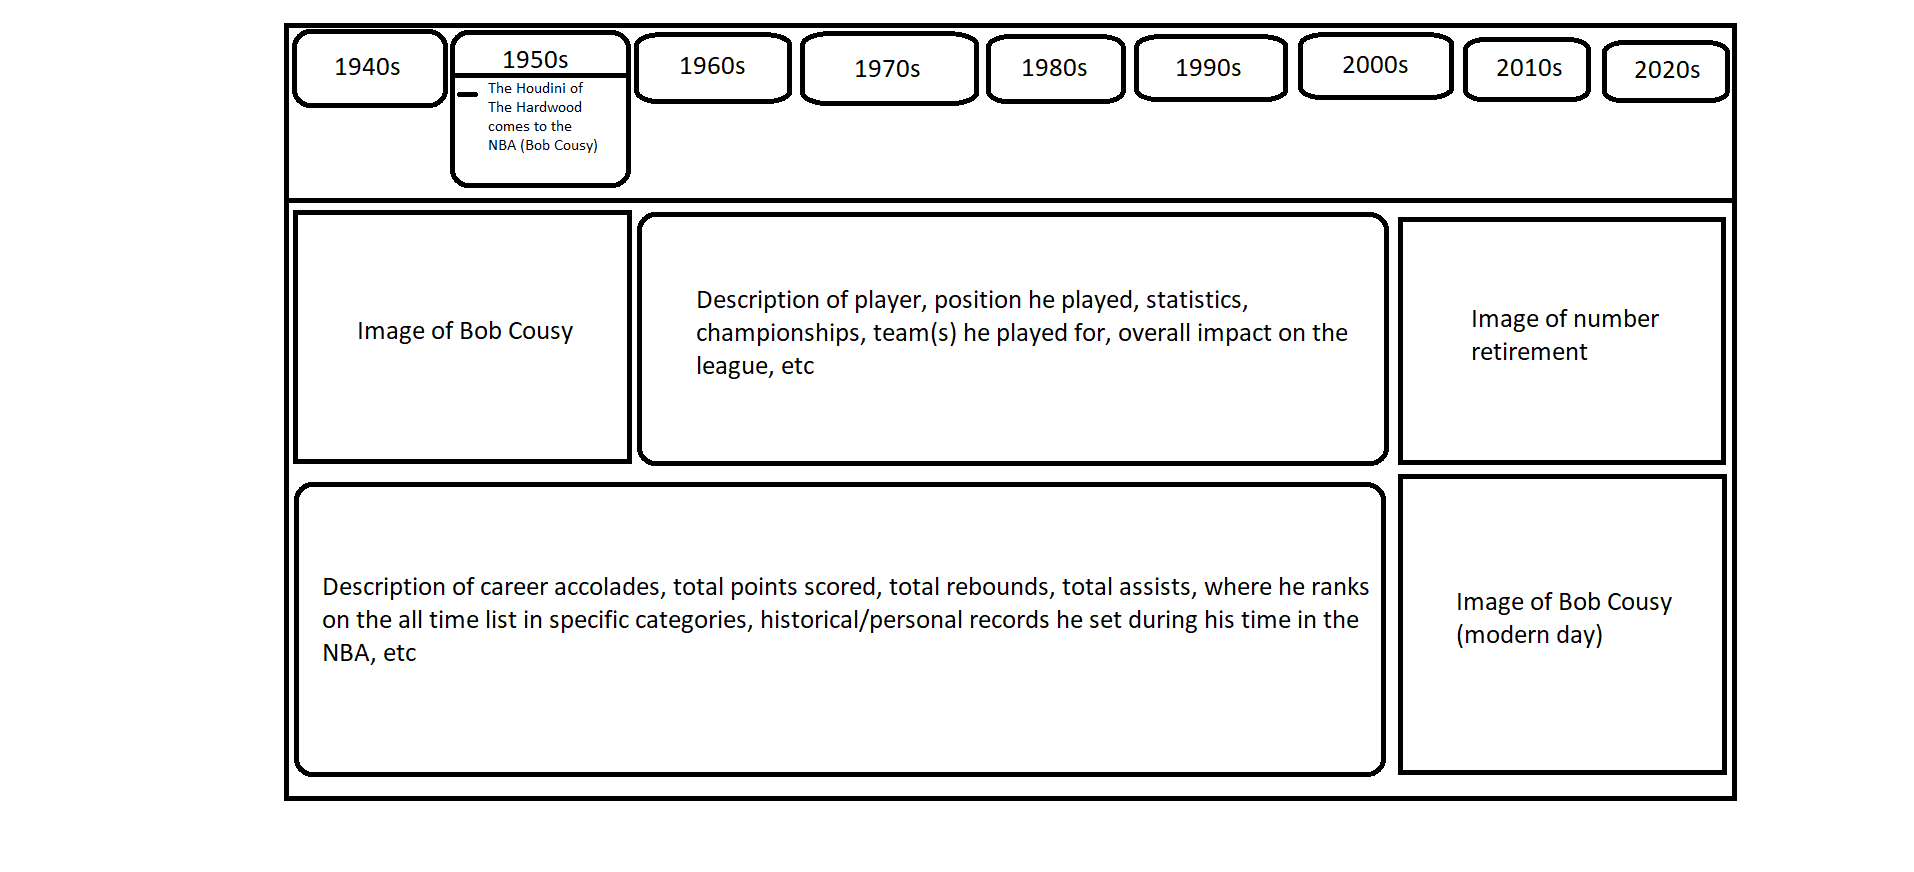 1940s
1950s
1960s
1970s
1980s
1990s
2000s
2010s
2020s
The Houdini of
The Hardwood
comes to the
NBA (Bob Cousy)
Image of Bob Cousy
Description of player, position he played, statistics,
championships, team(s) he played for, overall impact on the
league, etc
Image of number
retirement
Description of career accolades, total points scored, total rebounds, total assists, where he ranks
on the all time list in specific categories, historical/personal records he set during his time in the
NBA, etc
Image of Bob Cousy
(modern day)